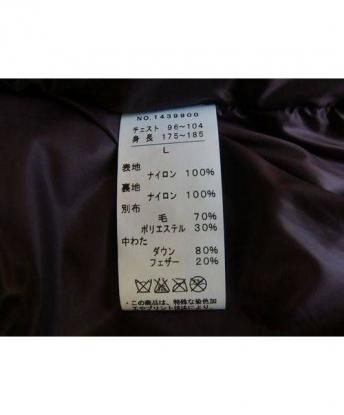 NO.1439900
チェスト 96~104
身長 175~185
L
表地
ナイロン 100%
裏地
ナイロン 100%
別布
毛 70%
ポリエステル 30%
中わた
ダウン 80%
フェザー 20%
・この商品は、特殊な染色加